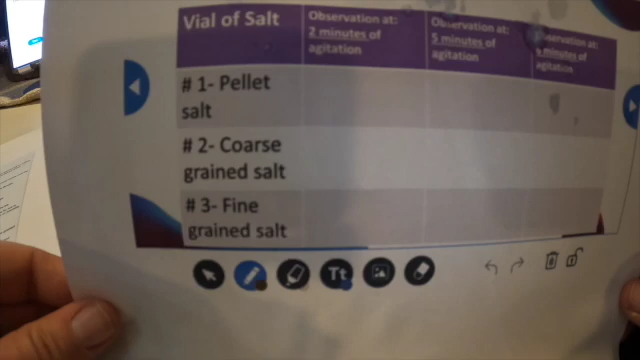 Vial of Salt
Observation at:
2 minutes of
agitation
Observation at:
5 minutes of
agitation
Observation at:
minutes of
agitation
# 1- Pellet
salt
# 2- Coarse
grained salt
# 3- Fine
grained salt
Tt